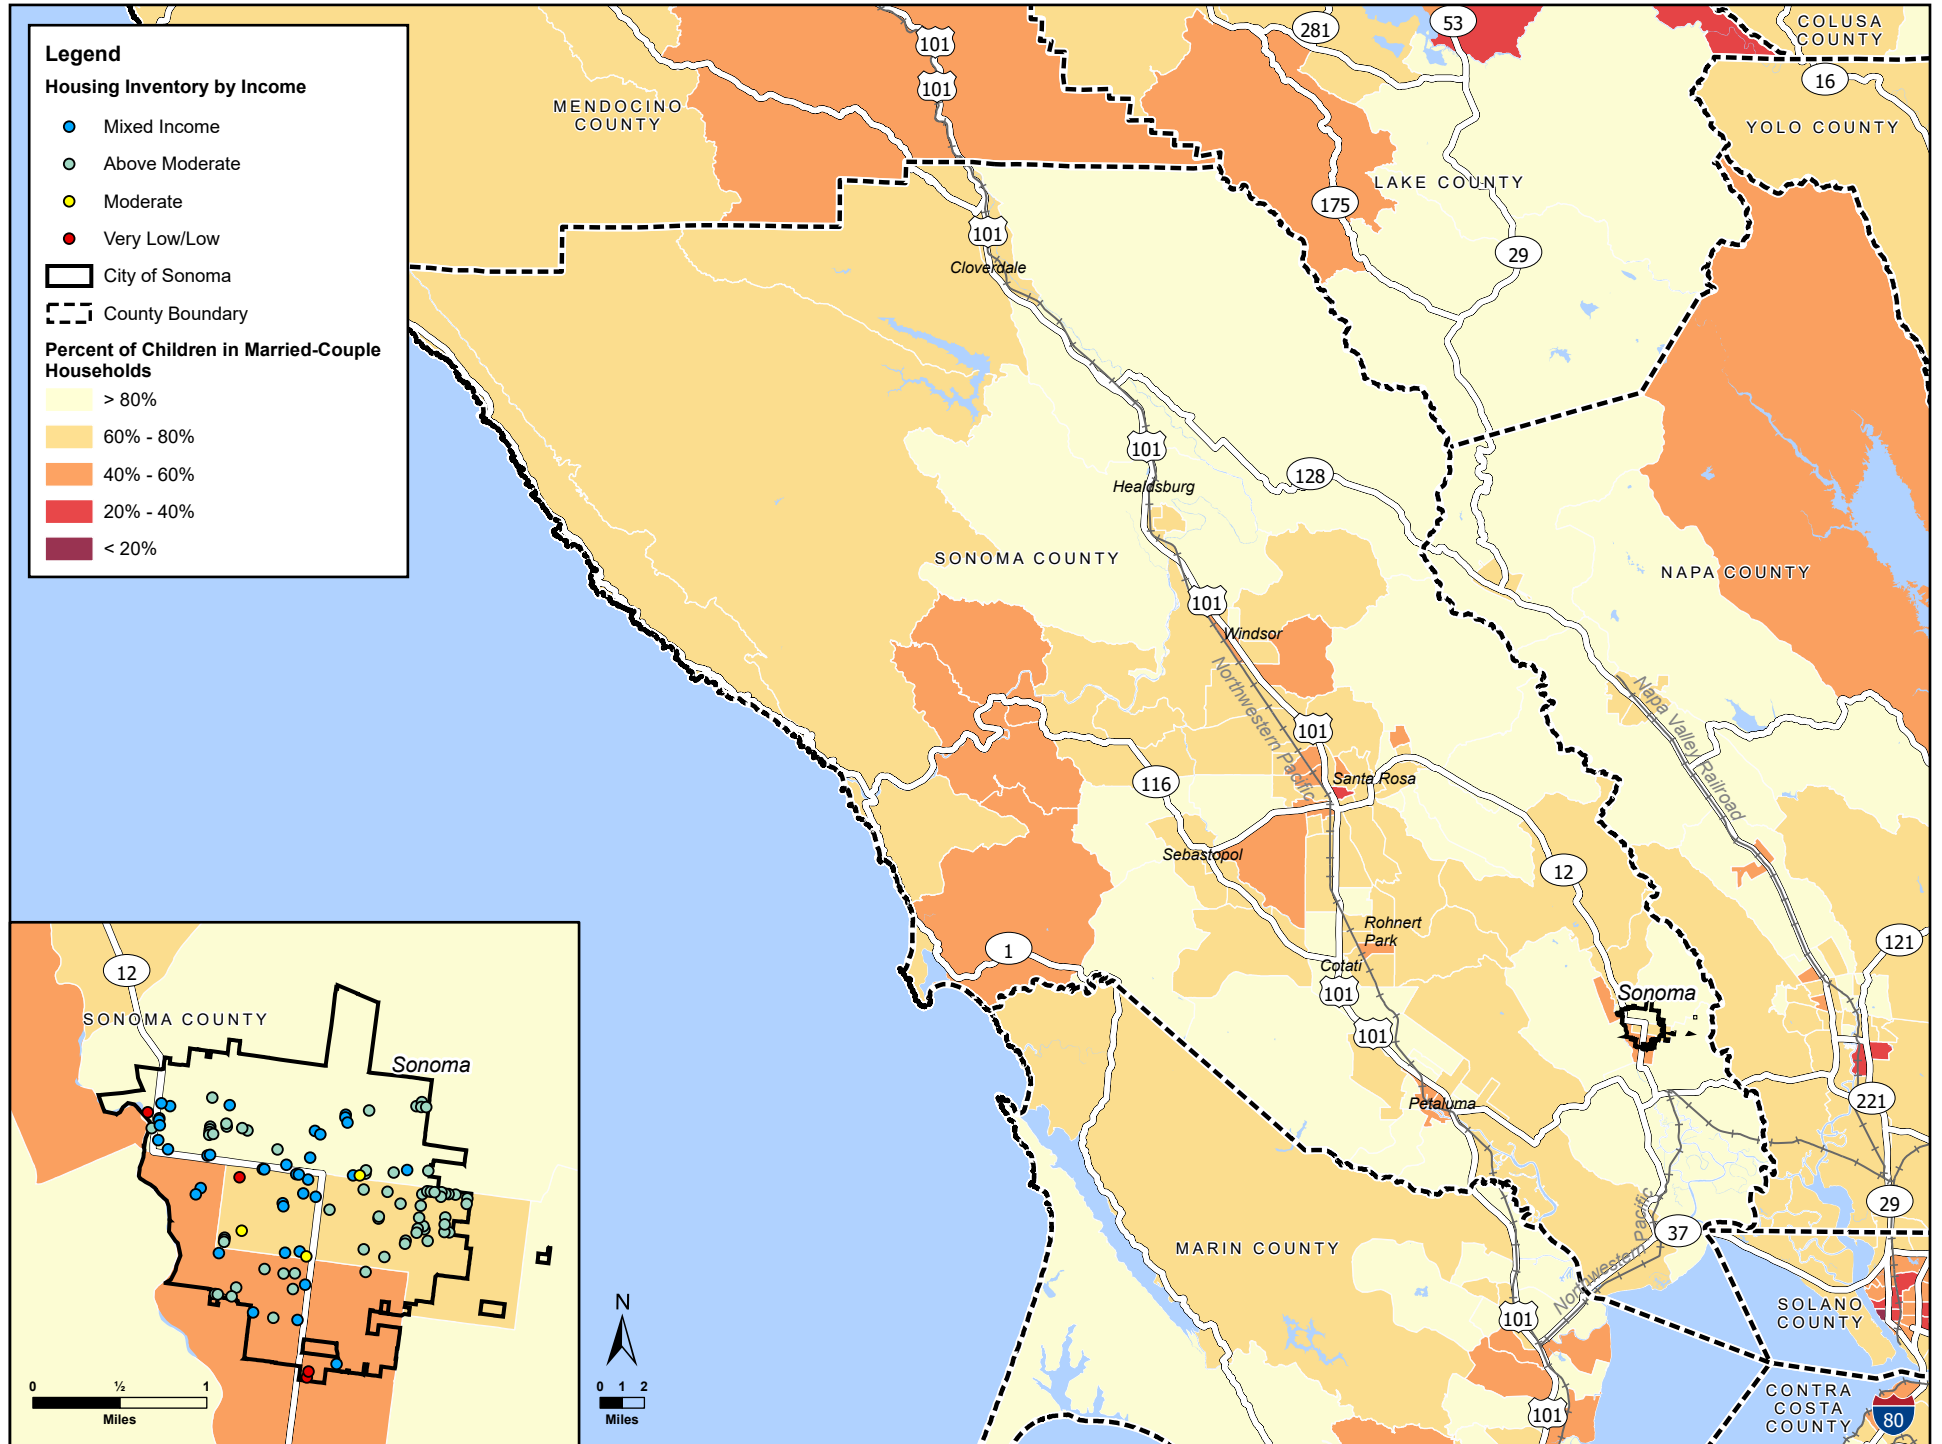 Legend
Housing Inventory by Income
Mixed Income
Above Moderate
Moderate
Very Low/Low
City of Sonoma
County Boundary
Percent of Children in Married-Couple
Households
> 80%
60% - 80%
40% - 60%
20% - 40%
< 20%
101
101
281
53
COLUSA
COUNTY
16
YOLO COUNTY
MENDOCINO
COUNTY
LAKE COUNTY
175
29
101
Cloverdale
101
Healdsburg
128
SONOMA COUNTY
NAPA COUNTY
101
Windsor
Northwestern Pacific
Napa Valley Railroad
101
116
Santa Rosa
Sebastopol
12
Rohnert
Park
121
1
Cotati
101
Sonoma
101
Petaluma
221
29
37
Northwestern Pacific
MARIN COUNTY
SOLANO
COUNTY
101
CONTRA
COSTA
COUNTY
80
101
12
SONOMA COUNTY
Sonoma
0 ½ 1
Miles
N
0 1 2
Miles